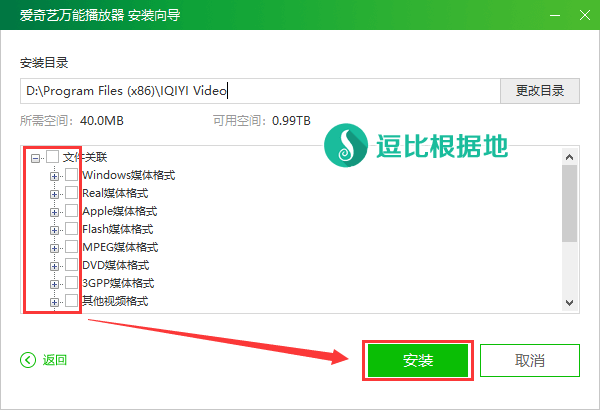 爱奇艺万能播放器 安装向导
安装目录
D:\Program Files (x86)\IQIYI Video
更改目录
所需空间: 40.0MB
可用空间: 0.99TB
逗比根据地
文件关联
Windows媒体格式
Real媒体格式
Apple媒体格式
Flash媒体格式
MPEG媒体格式
DVD媒体格式
3GPP媒体格式
其他视频格式
返回
安装
取消